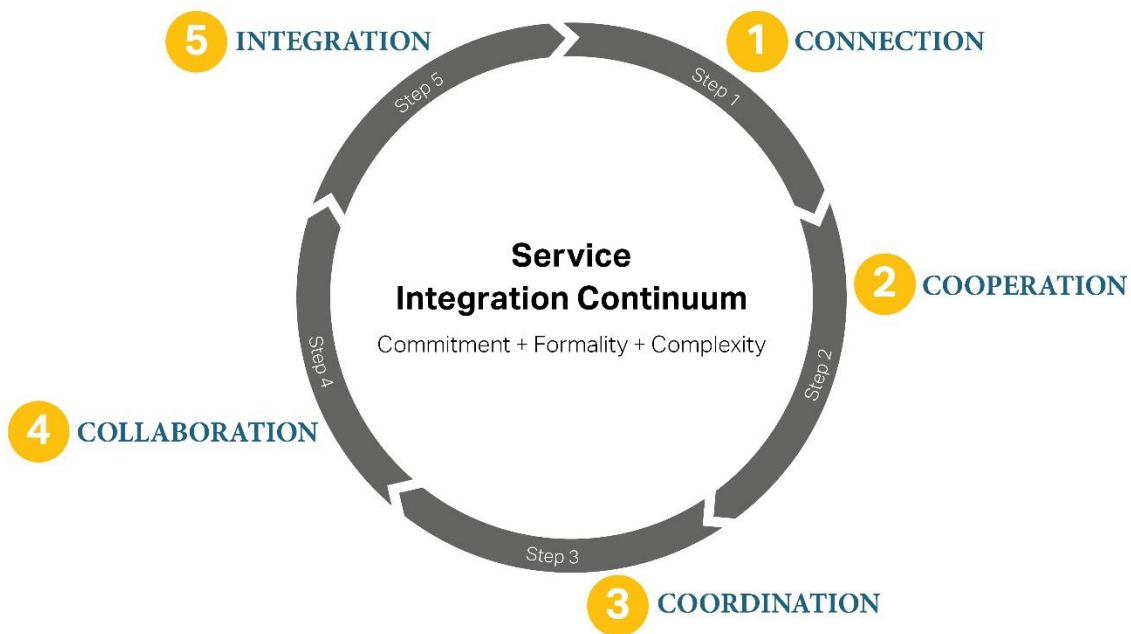 5 INTEGRATION
1 CONNECTION
Step 5
Step 1
Service
Integration Continuum
Commitment + Formality + Complexity
2 COOPERATION
Step 2
Step 4
4 COLLABORATION
Step 3
3 COORDINATION